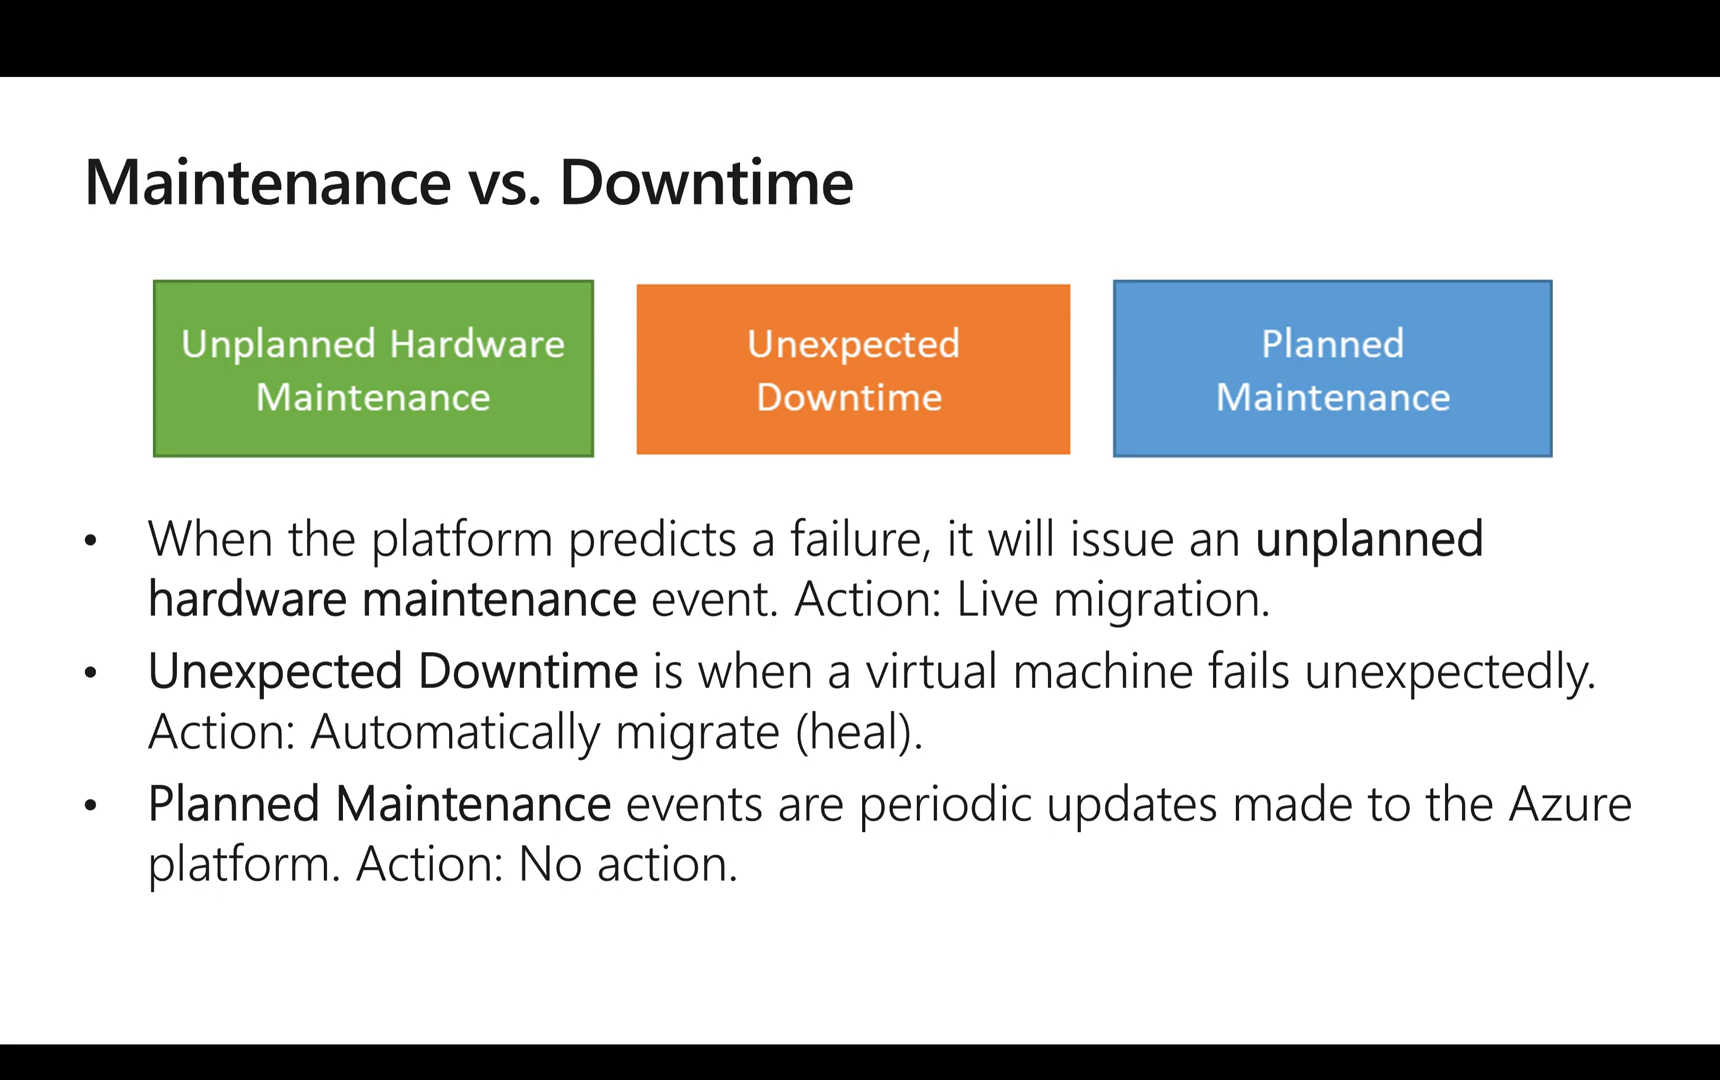 Maintenance vs. Downtime
Unplanned Hardware
Maintenance
Unexpected
Downtime
Planned
Maintenance
• When the platform predicts a failure, it will issue an unplanned
hardware maintenance event. Action: Live migration.
• Unexpected Downtime is when a virtual machine fails unexpectedly.
Action: Automatically migrate (heal).
• Planned Maintenance events are periodic updates made to the Azure
platform. Action: No action.